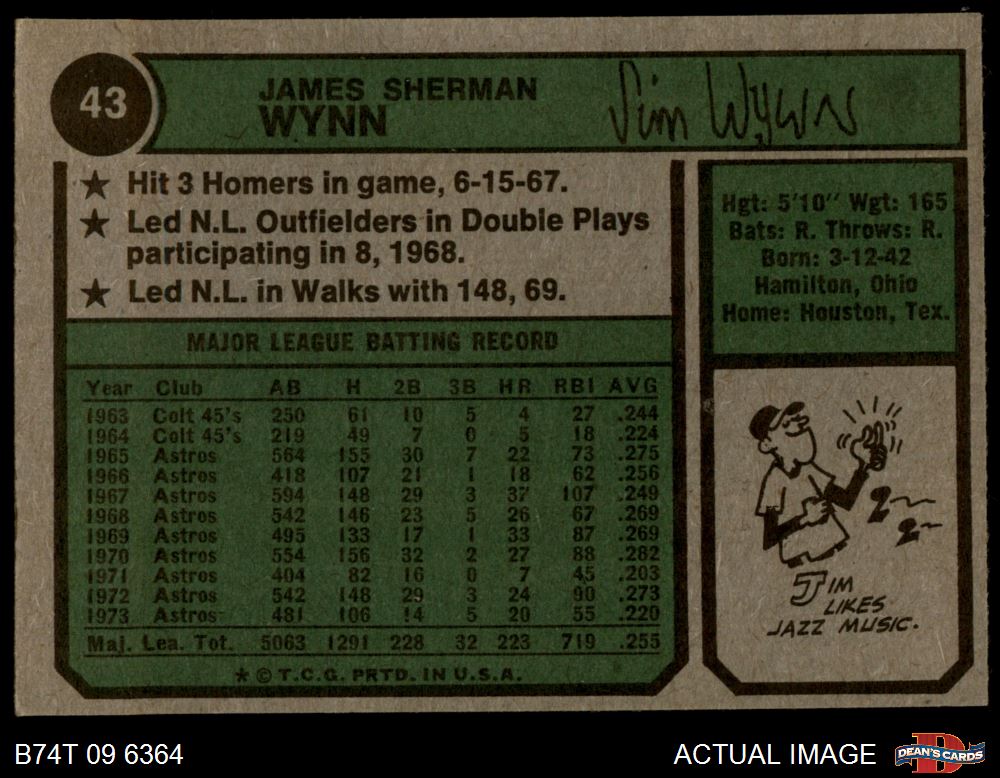 43
JAMES SHERMAN
WYNN
Jim Wynn
★ Hit 3 Homers in game, 6-15-67.
★ Led N.L. Outfielders in Double Plays
participating in 8, 1968.
★ Led N.L. in Walks with 148, 69.
Hgt: 5'10" Wgt: 165
Bats: R. Throws: R.
Born: 3-12-42
Hamilton, Ohio
Home: Houston, Tex.
MAJOR LEAGUE BATTING RECORD
Year Club AB H 2B 3B HR RBI AVG
1963 Colt 45's 250 61 10 5 4 27 .244
1964 Colt 45's 219 49 7 0 5 18 .224
1965 Astros 564 155 30 7 22 73 .275
1966 Astros 418 107 21 1 18 62 .256
1967 Astros 594 148 29 3 37 107 .249
1968 Astros 542 146 23 5 26 67 .269
1969 Astros 495 133 17 1 33 87 .269
1970 Astros 554 156 32 2 27 88 .282
1971 Astros 404 82 16 0 7 45 .203
1972 Astros 542 148 29 3 24 90 .273
1973 Astros 481 106 14 5 20 55 .220
Maj. Lea. Tot. 5063 1291 228 32 223 719 .255
★ © T.C.G. PRTD. IN U.S.A.
JIM
LIKES
JAZZ MUSIC.
B74T 09 6364
ACTUAL IMAGE
DEAN'S CARDS